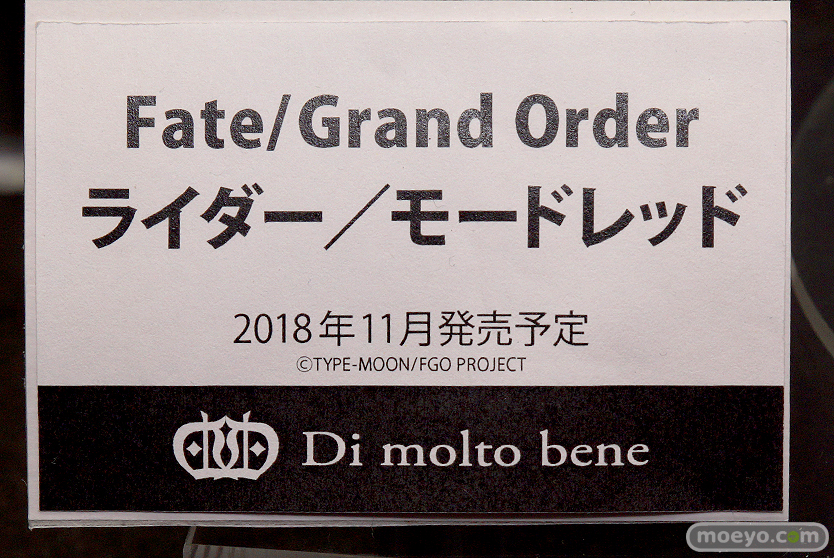 Fate/Grand Order
ライダー／モードレッド
2018年11月発売予定
©TYPE-MOON/FGO PROJECT
Di molto bene
moeyo.com